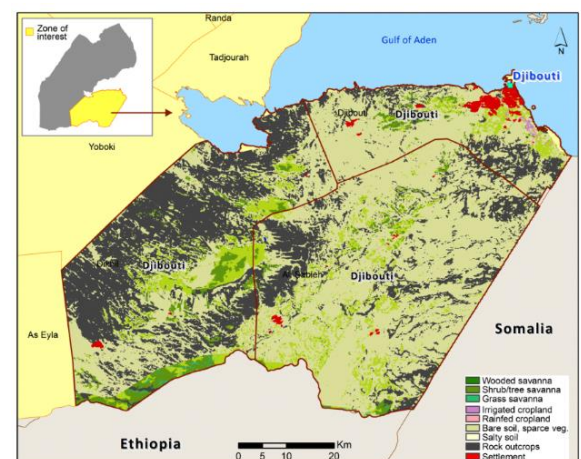 Zone of
interest
Randa
Tadjourah
Gulf of Aden
N
Djibouti
Djibouti
Yoboki
Djibouti
Djibouti
Djibouti
As Eyla
Somalia
Ethiopia
0 5 10 20
Km
Wooded savanna
Shrub/tree savanna
Grass savanna
Irrigated cropland
Rainfed cropland
Bare soil, sparce veg.
Salty soil
Rock outcrops
Settlement